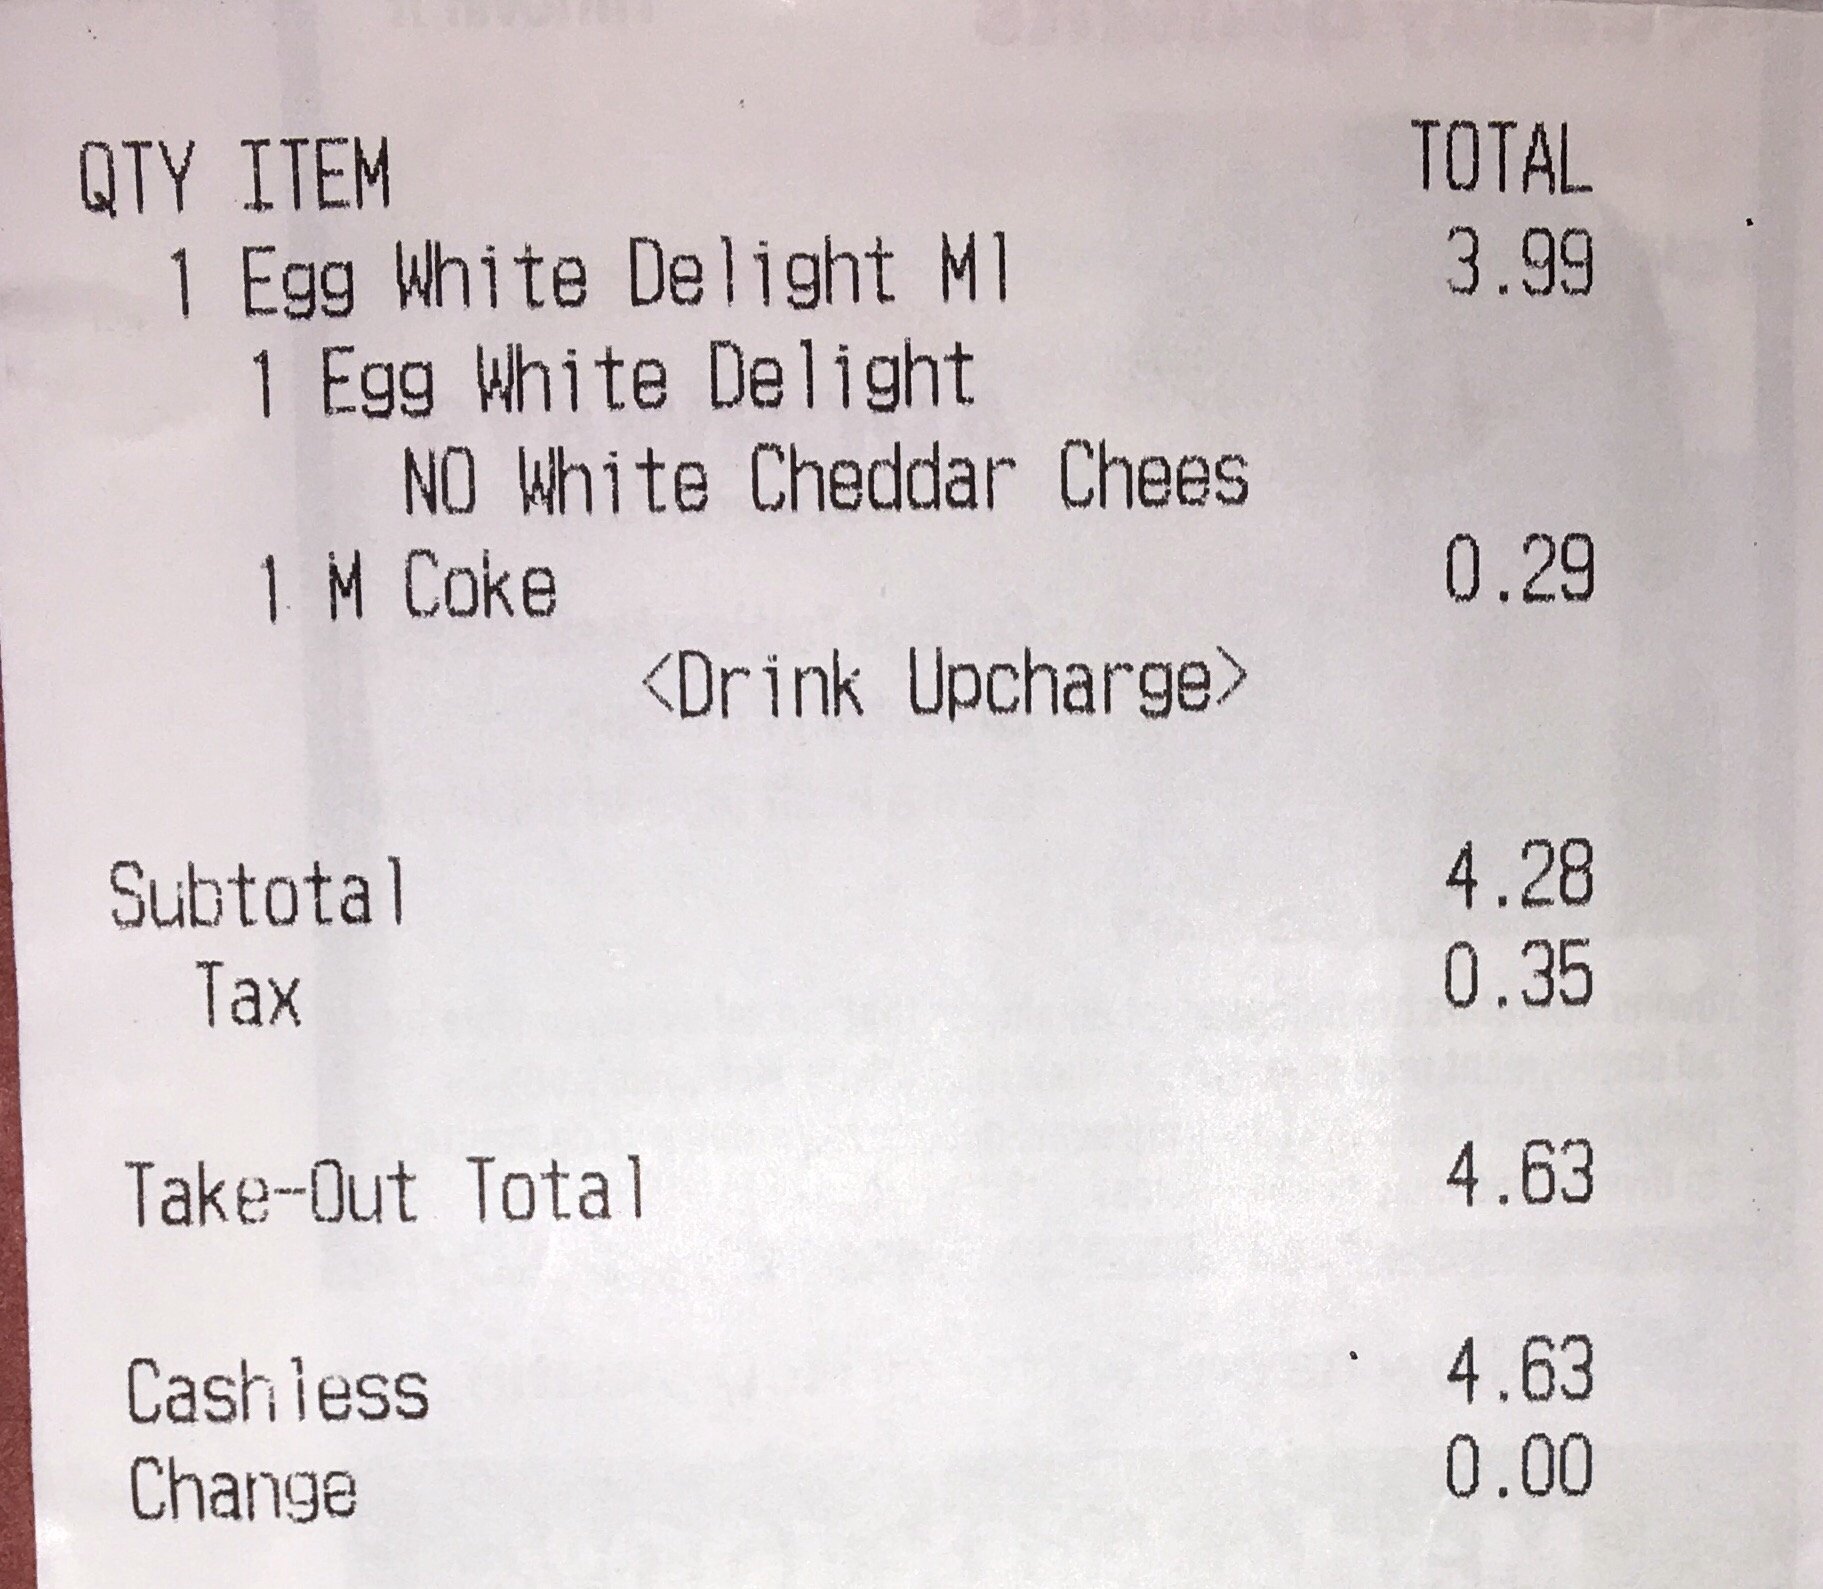 QTY ITEM TOTAL
1 Egg White Delight Ml 3.99
1 Egg White Delight
NO White Cheddar Chees
1 M Coke 0.29
<Drink Upcharge>
Subtotal 4.28
Tax 0.35
Take-Out Total 4.63
Cashless 4.63
Change 0.00